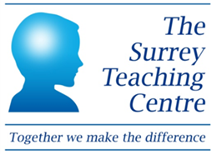 The
Surrey
Teaching
Centre
Together we make the difference